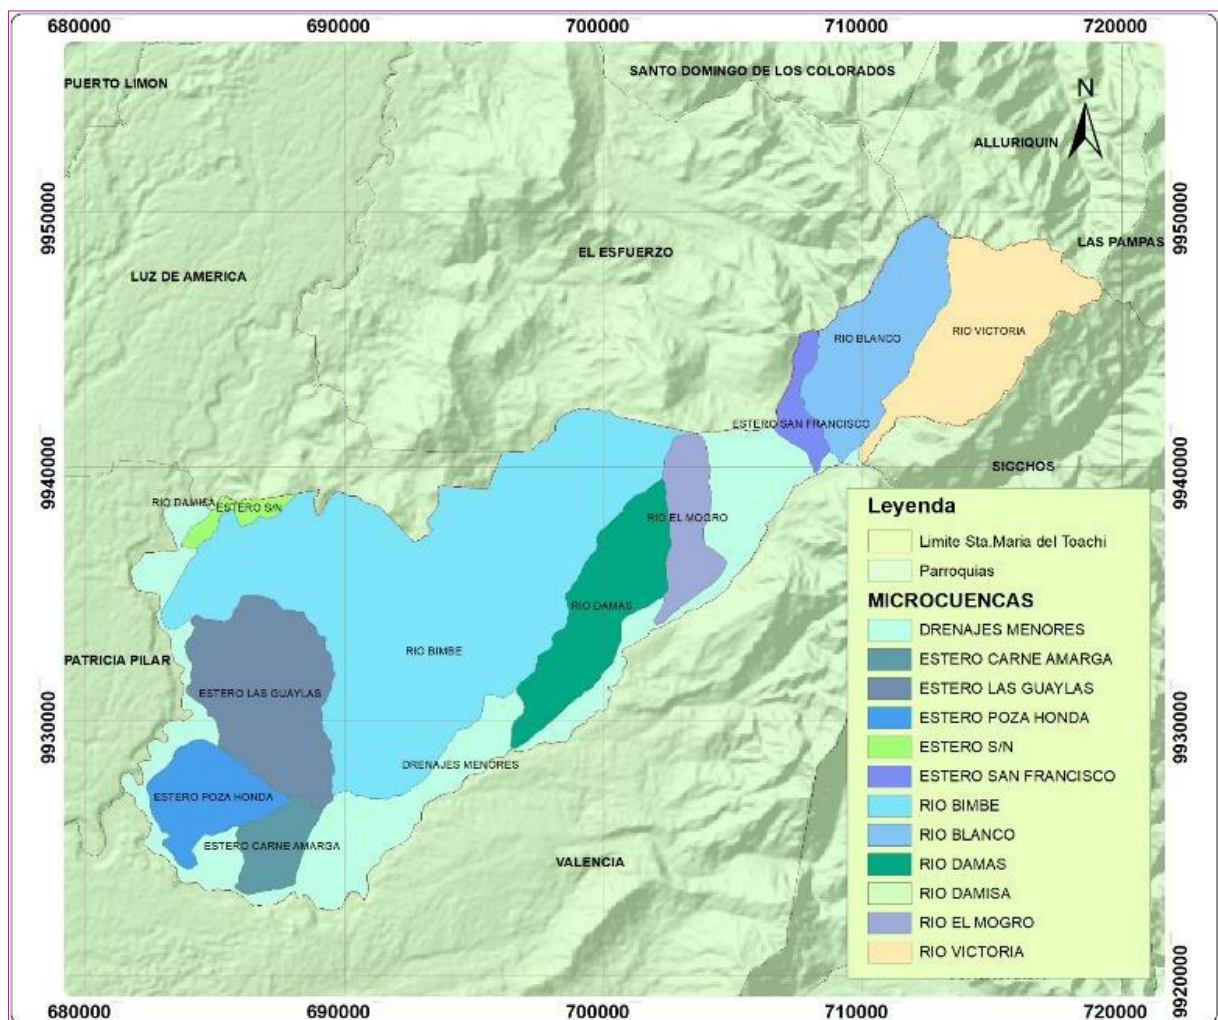 680000 690000 700000 710000 720000
SANTO DOMINGO DE LOS COLORADOS
PUERTO LIMON
N
ALLURIQUIN
9950000 9950000
LAS PAMPAS
EL ESFUERZO
LUZ DE AMERICA
RIO VICTORIA
RIO BLANCO
ESTERO SAN FRANCISCO
9940000 9940000
SIGCHOS
RIO DAMISA
ESTERO S/N
RIO EL MOGRO
RIO DAMAS
RIO BIMBE
PATRICIA PILAR
ESTERO LAS GUAYLAS
9930000 9930000
DRENAJES MENORES
ESTERO POZA HONDA
ESTERO CARNE AMARGA
VALENCIA
Leyenda
Limite Sta.Maria del Toachi
Parroquias
MICROCUENCAS
DRENAJES MENORES
ESTERO CARNE AMARGA
ESTERO LAS GUAYLAS
ESTERO POZA HONDA
ESTERO S/N
ESTERO SAN FRANCISCO
RIO BIMBE
RIO BLANCO
RIO DAMAS
RIO DAMISA
RIO EL MOGRO
RIO VICTORIA
9920000
680000 690000 700000 710000 720000